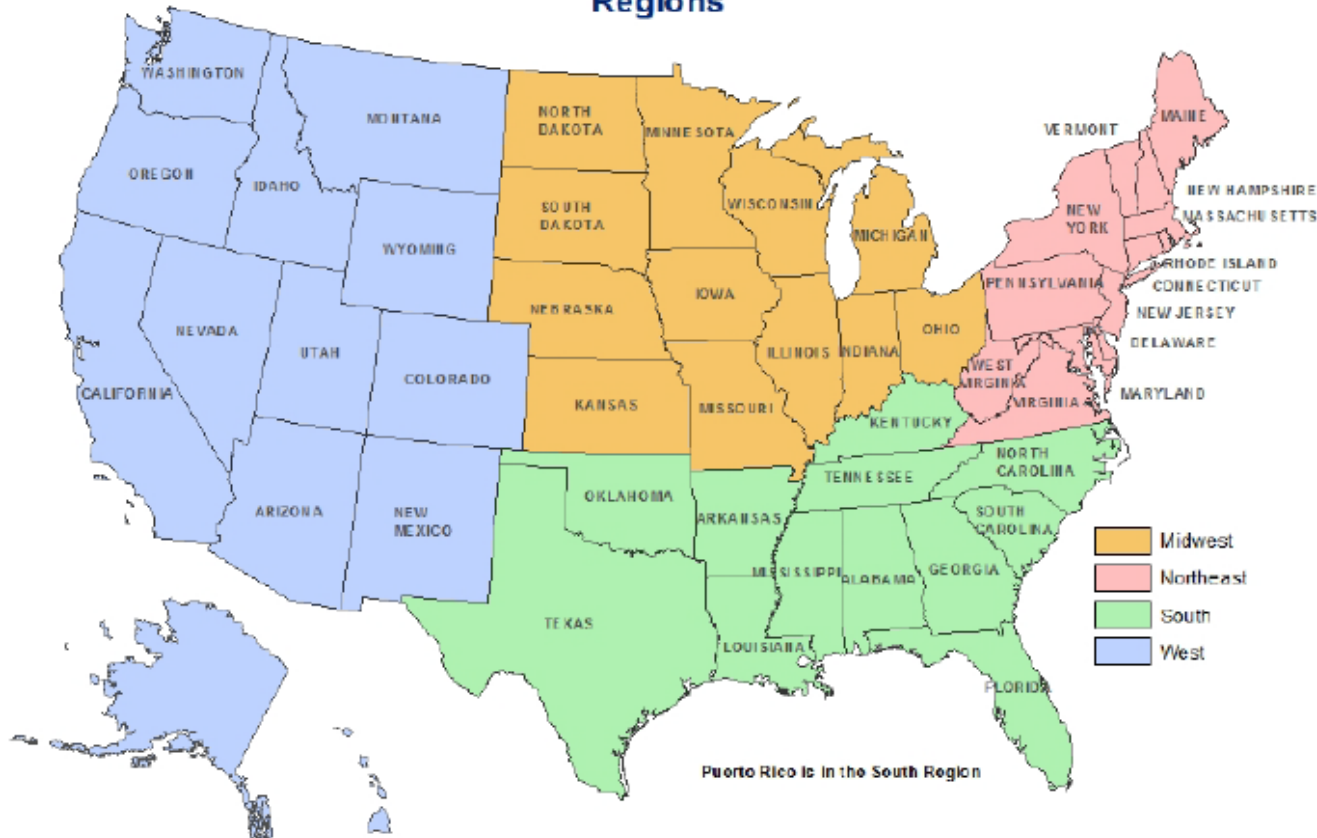 Regions
WASHINGTON
MONTANA
NORTH
DAKOTA
MINNESOTA
MAINE
VERMONT
OREGON
IDAHO
SOUTH
DAKOTA
WISCONSIN
NEW HAMPSHIRE
MASSACHUSETTS
NEW
YORK
MICHIGAN
WYOMING
RHODE ISLAND
CONNECTICUT
PENNSYLVANIA
IOWA
NEBRASKA
NEW JERSEY
NEVADA
OHIO
DELAWARE
UTAH
ILLINOIS
INDIANA
WEST
VIRGINIA
COLORADO
CALIFORNIA
MARYLAND
KANSAS
MISSOURI
VIRGINIA
KENTUCKY
NORTH
CAROLINA
TENNESSEE
OKLAHOMA
ARIZONA
NEW
MEXICO
ARKANSAS
SOUTH
CAROLINA
Midwest
MISSISSIPPI
ALABAMA
GEORGIA
Northeast
South
TEXAS
LOUISIANA
West
FLORIDA
Puerto Rico is in the South Region